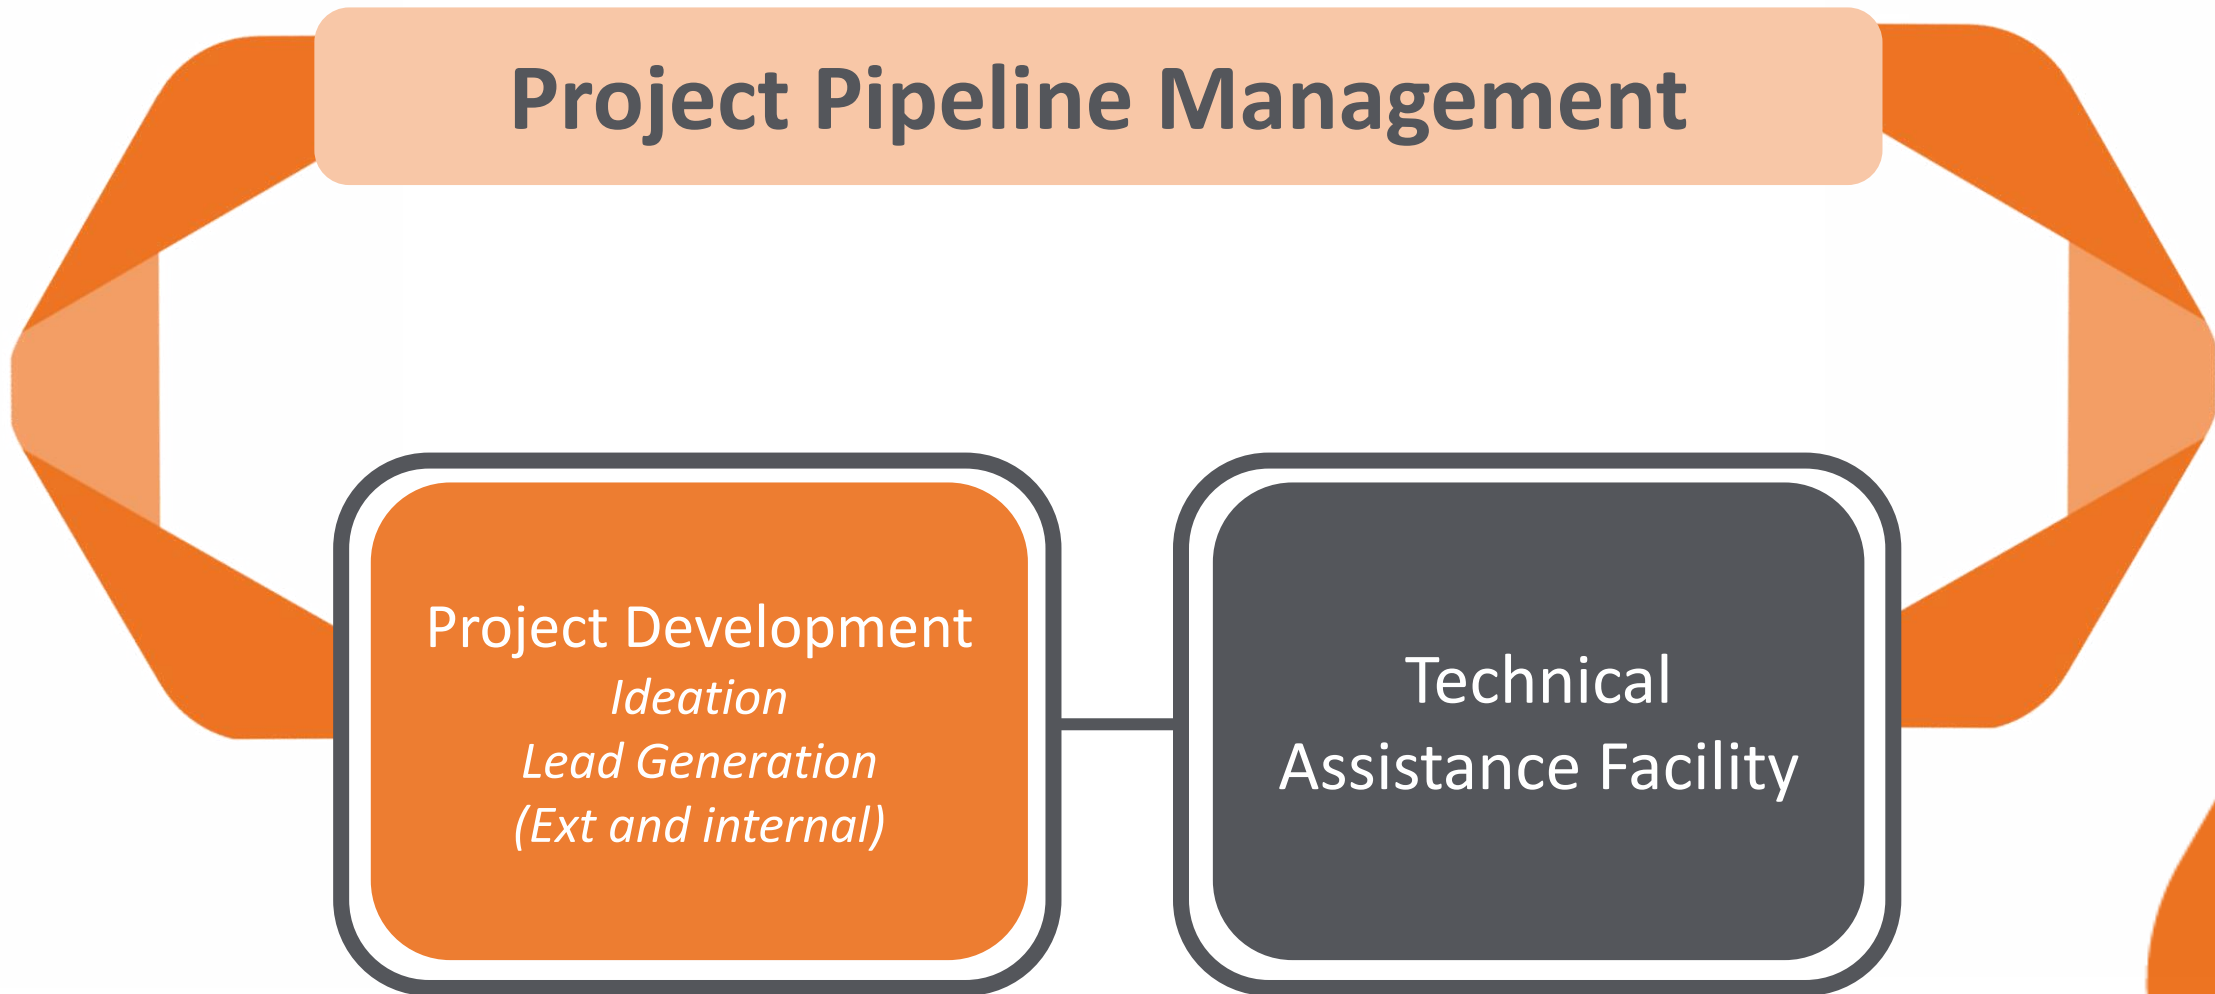 Project Pipeline Management
Project Development
Ideation
Lead Generation
(Ext and internal)
Technical
Assistance Facility